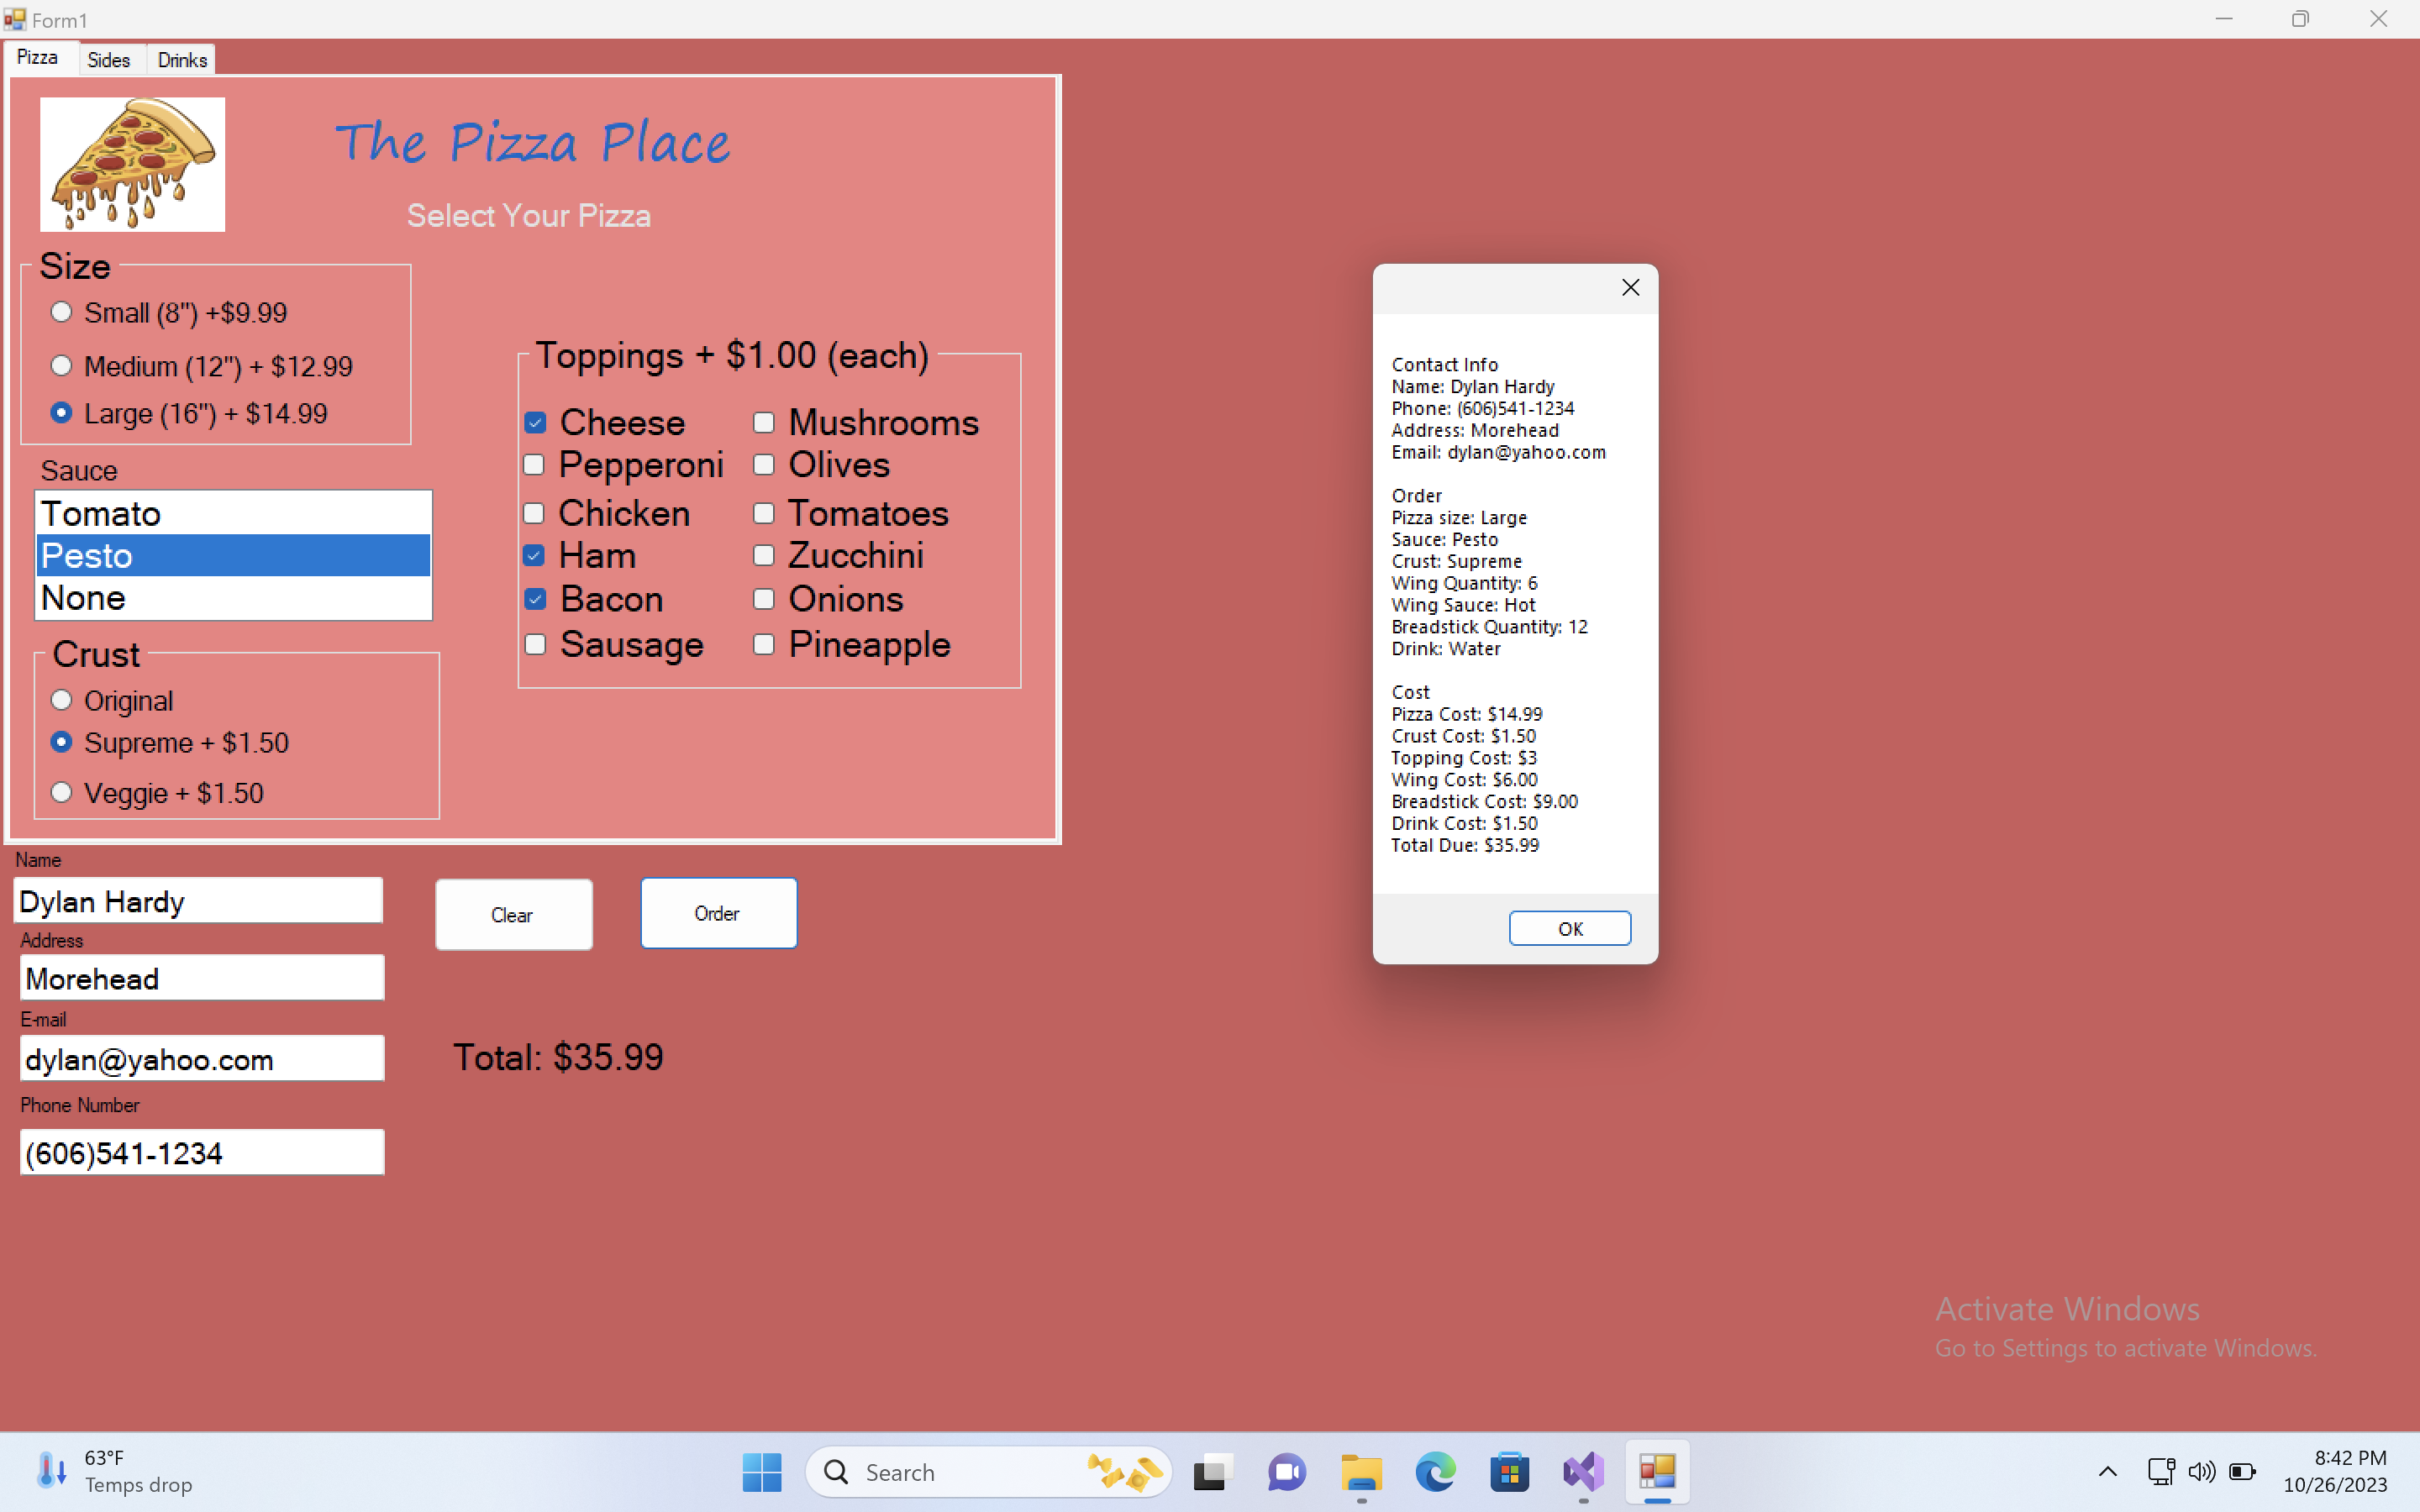 Form1
Pizza Sides Drinks
The Pizza Place
Select Your Pizza
Size
Small (8") +$9.99
Medium (12") + $12.99
Large (16") + $14.99
Sauce
Tomato
Pesto
None
Crust
Original
Supreme + $1.50
Veggie + $1.50
Toppings + $1.00 (each)
Cheese Mushrooms
Pepperoni Olives
Chicken Tomatoes
Ham Zucchini
Bacon Onions
Sausage Pineapple
Name
Dylan Hardy
Address
Morehead
E-mail
dylan@yahoo.com
Phone Number
(606)541-1234
Clear
Order
Total: $35.99
Contact Info
Name: Dylan Hardy
Phone: (606)541-1234
Address: Morehead
Email: dylan@yahoo.com
Order
Pizza size: Large
Sauce: Pesto
Crust: Supreme
Wing Quantity: 6
Wing Sauce: Hot
Breadstick Quantity: 12
Drink: Water
Cost
Pizza Cost: $14.99
Crust Cost: $1.50
Topping Cost: $3
Wing Cost: $6.00
Breadstick Cost: $9.00
Drink Cost: $1.50
Total Due: $35.99
OK
Activate Windows
Go to Settings to activate Windows.
63°F
Temps drop
Search
8:42 PM
10/26/2023